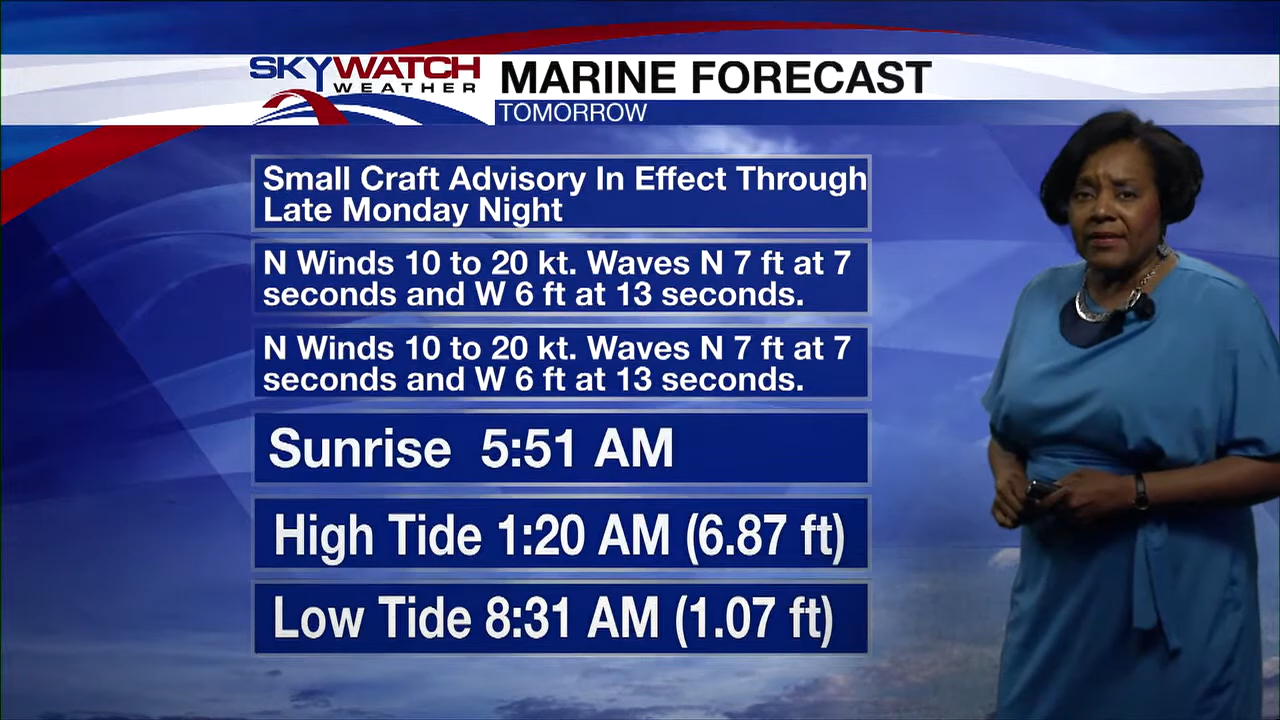 SKYWATCH
WEATHER
MARINE FORECAST
TOMORROW
Small Craft Advisory In Effect Through
Late Monday Night
N Winds 10 to 20 kt. Waves N 7 ft at 7
seconds and W 6 ft at 13 seconds.
N Winds 10 to 20 kt. Waves N 7 ft at 7
seconds and W 6 ft at 13 seconds.
Sunrise 5:51 AM
High Tide 1:20 AM (6.87 ft)
Low Tide 8:31 AM (1.07 ft)